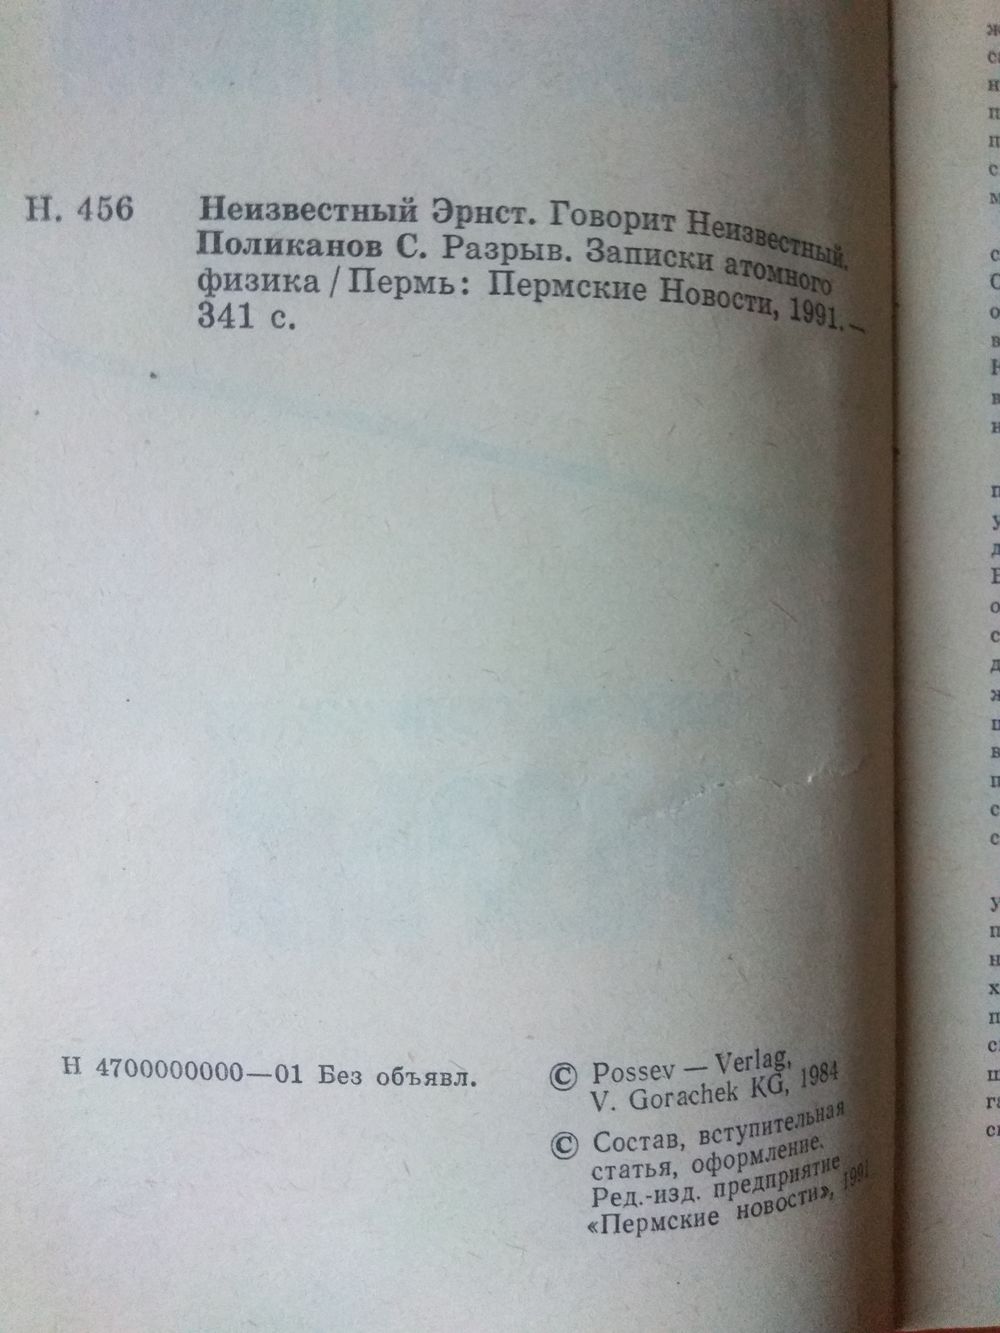 Н. 456 Неизвестный Эрнст. Говорит Неизвестный.
Поликанов С. Разрыв. Записки атомного
физика / Пермь: Пермские Новости, 1991.—
341 с.
Н 4700000000—01 Без объявл.
© Possev — Verlag,
V. Gorachek KG, 1984
© Состав, вступительная
статья, оформление.
Ред.-изд. предприятие
«Пермские новости», 1991